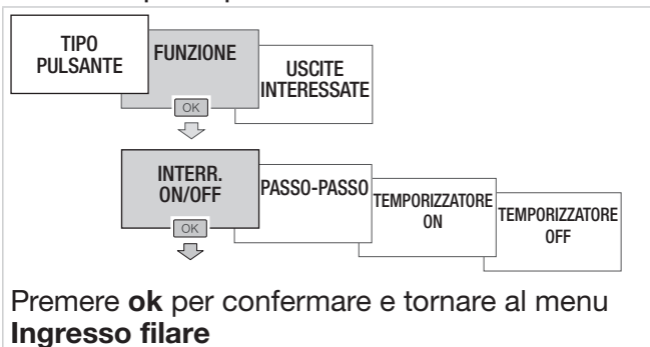 TIPO
PULSANTE
FUNZIONE
USCITE
INTERESSATE
OK
INTERR.
ON/OFF
PASSO-PASSO
TEMPORIZZATORE
ON
TEMPORIZZATORE
OFF
OK
Premere ok per confermare e tornare al menu
Ingresso filare